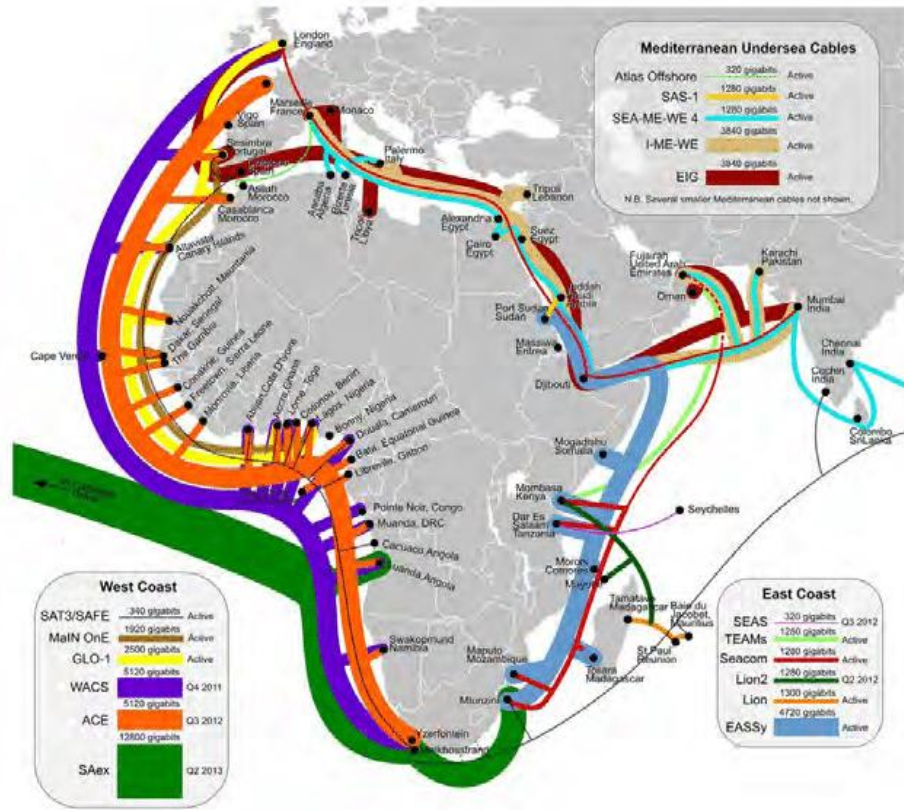 London
England
Mediterranean Undersea Cables
320 gigabits
Atlas Offshore
Active
1280 gigabits
SAS-1
Active
1280 gigabits
SEA-ME-WE 4
Active
3840 gigabits
I-ME-WE
Active
3840 gigabits
EIG
Active
N.B. Several smaller Mediterranean cables not shown.
Marseille
France
Monaco
Vigo
Spain
Sesimbra
Portugal
Spain
Asilah
Morocco
Casablanca
Morocco
Palermo
Italy
Annaba
Algeria
Bizerte
Tunisia
Tripoli
Libya
Tripoli
Lebanon
Alexandria
Egypt
Cairo
Egypt
Suez
Egypt
Altavista
Canary Islands
Jeddah
Saudi
Arabia
Port Sudan
Sudan
Massiwa
Eritrea
Djibouti
Fujairah
United Arab
Emirates
Oman
Karachi
Pakistan
Mumbai
India
Chennai
India
Cochin
India
Colombo
SriLanka
Nouakchott, Mauritania
Dakar, Senegal
The Gambia
Cape Verde
Conakrie, Guinea
Freetown, Sierra Leone
Monrovia, Liberia
Abijan, Cote D'Ivoire
Accra, Ghana
Lome, Togo
Cotonou, Benin
Lagos, Nigeria
Bonny, Nigeria
Douala, Cameroun
Bata, Equatorial Guinea
Libreville, Gabon
Pointe Noir, Congo
Muanda, DRC
Cacuaco Angola
Luanda Angola
Swakopmund
Namibia
Yzerfontein
Melkbosstrand
Mogadishu
Somalia
Mombasa
Kenya
Dar Es
Salaam
Tanzania
Seychelles
Moroni
Comores
Tamatave
Madagascar
Baie du
Jacobet,
Mauritius
St Paul
Reunion
Maputo
Mozambique
Toliara
Madagascar
Mtunzini
West Coast
340 gigabits
SAT3/SAFE
Active
1920 gigabits
MaIN OnE
Active
2500 gigabits
GLO-1
Active
5120 gigabits
WACS
Q4 2011
5120 gigabits
ACE
Q3 2012
12800 gigabits
SAex
Q2 2013
East Coast
320 gigabits
SEAS
Q3 2012
1280 gigabits
TEAMs
Active
1280 gigabits
Seacom
Active
1280 gigabits
Lion2
Q2 2012
1300 gigabits
Lion
Active
4720 gigabits
EASSy
Active